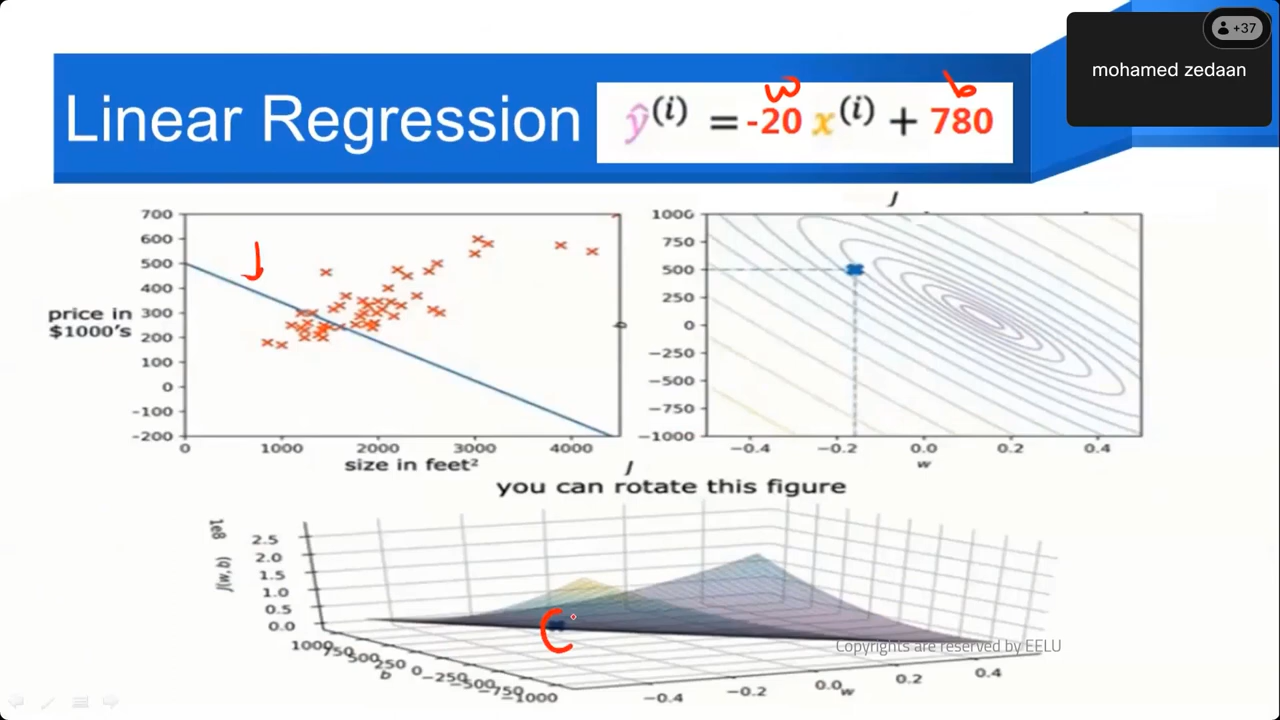 +37
mohamed zedaan
Linear Regression
w b
ŷ^(i) = -20 x^(i) + 780
J
700
600
500
400
300
200
100
0
-100
-200
price in
$1000's
0 1000 2000 3000 4000
size in feet²
1000
750
500
250
0
−250
−500
−750
−1000
b
−0.4 −0.2 0.0 0.2 0.4
w
J
you can rotate this figure
1e8
J(w,b)
2.5
2.0
1.5
1.0
0.5
0.0
1000 750 500 250 0 −250 −500 −750 −1000
b
−0.4 −0.2 0.0 0.2 0.4
w
Copyrights are reserved by EELU